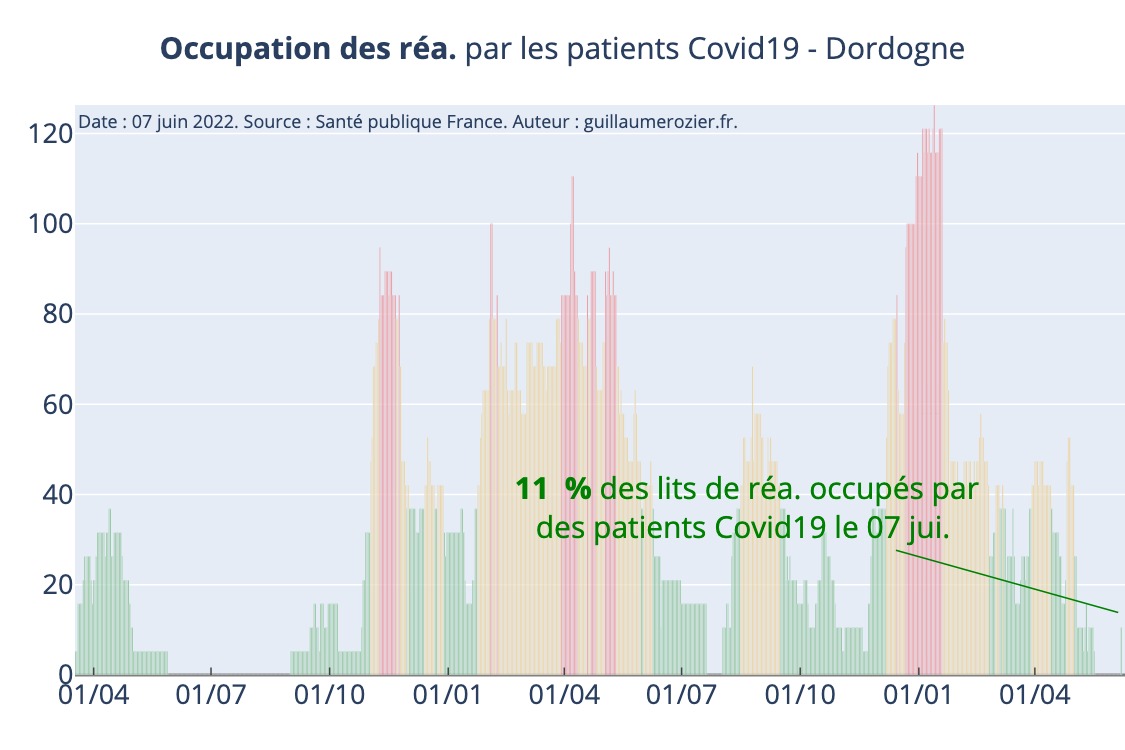 Occupation des réa. par les patients Covid19 - Dordogne
Date : 07 juin 2022. Source : Santé publique France. Auteur : guillaumerozier.fr.
120
100
80
60
40
20
0
11 % des lits de réa. occupés par
des patients Covid19 le 07 jui.
01/04 01/07 01/10 01/01 01/04 01/07 01/10 01/01 01/04